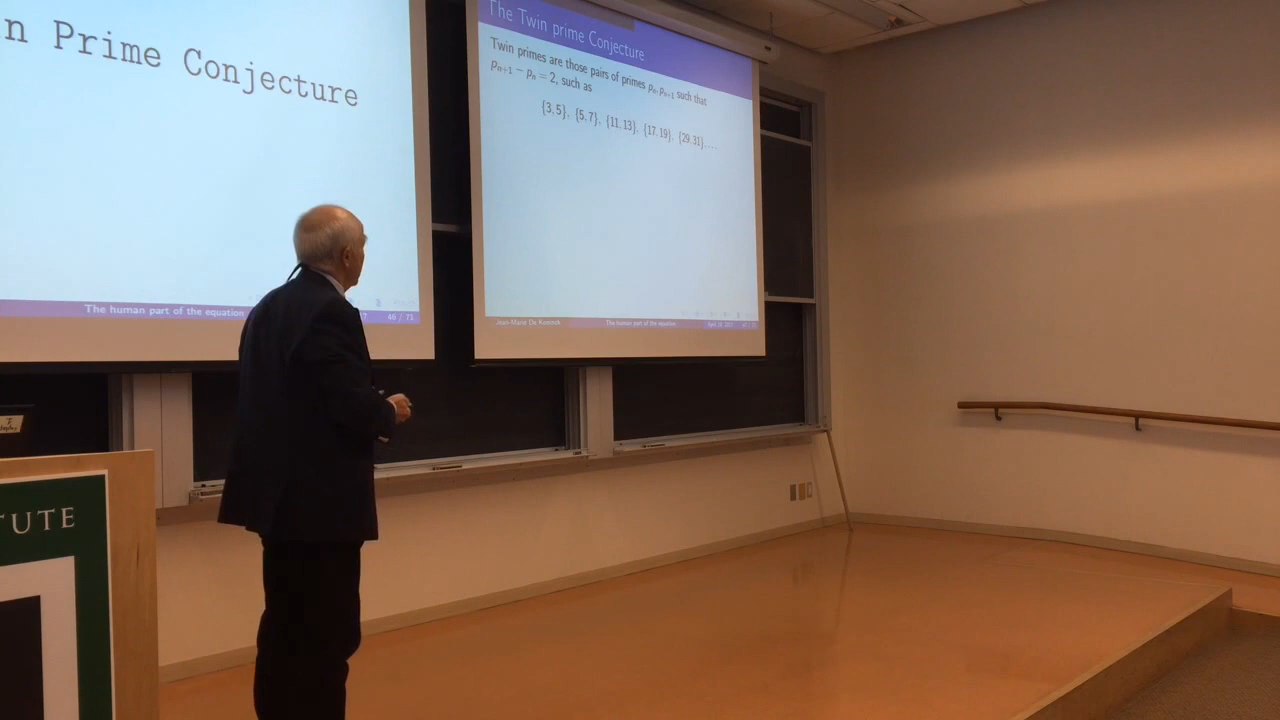 n Prime Conjecture
The human part of the equation
46 / 71
The Twin prime Conjecture
Twin primes are those pairs of primes pₙ, pₙ₊₁ such that
pₙ₊₁ − pₙ = 2, such as
{3, 5}, {5, 7}, {11, 13}, {17, 19}, {29, 31}, …
Jean-Marie De Koninck The human part of the equation
TUTE